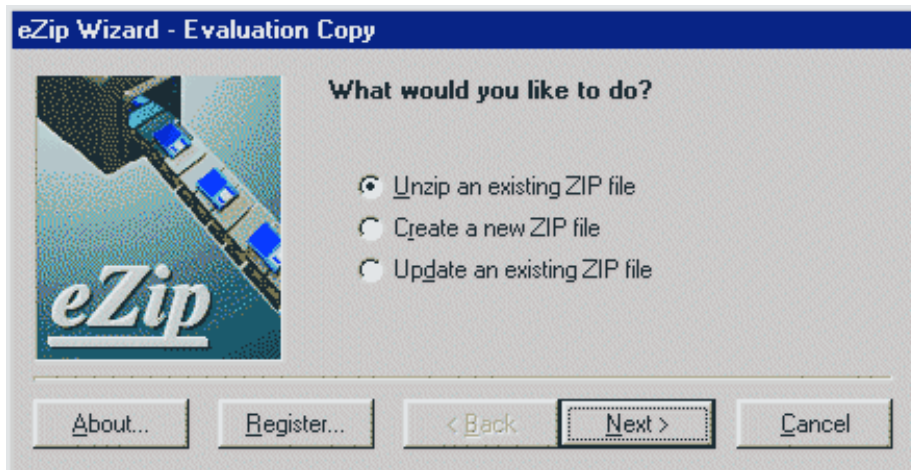 eZip Wizard - Evaluation Copy
What would you like to do?
Unzip an existing ZIP file
Create a new ZIP file
Update an existing ZIP file
eZip
About... Register... < Back Next > Cancel